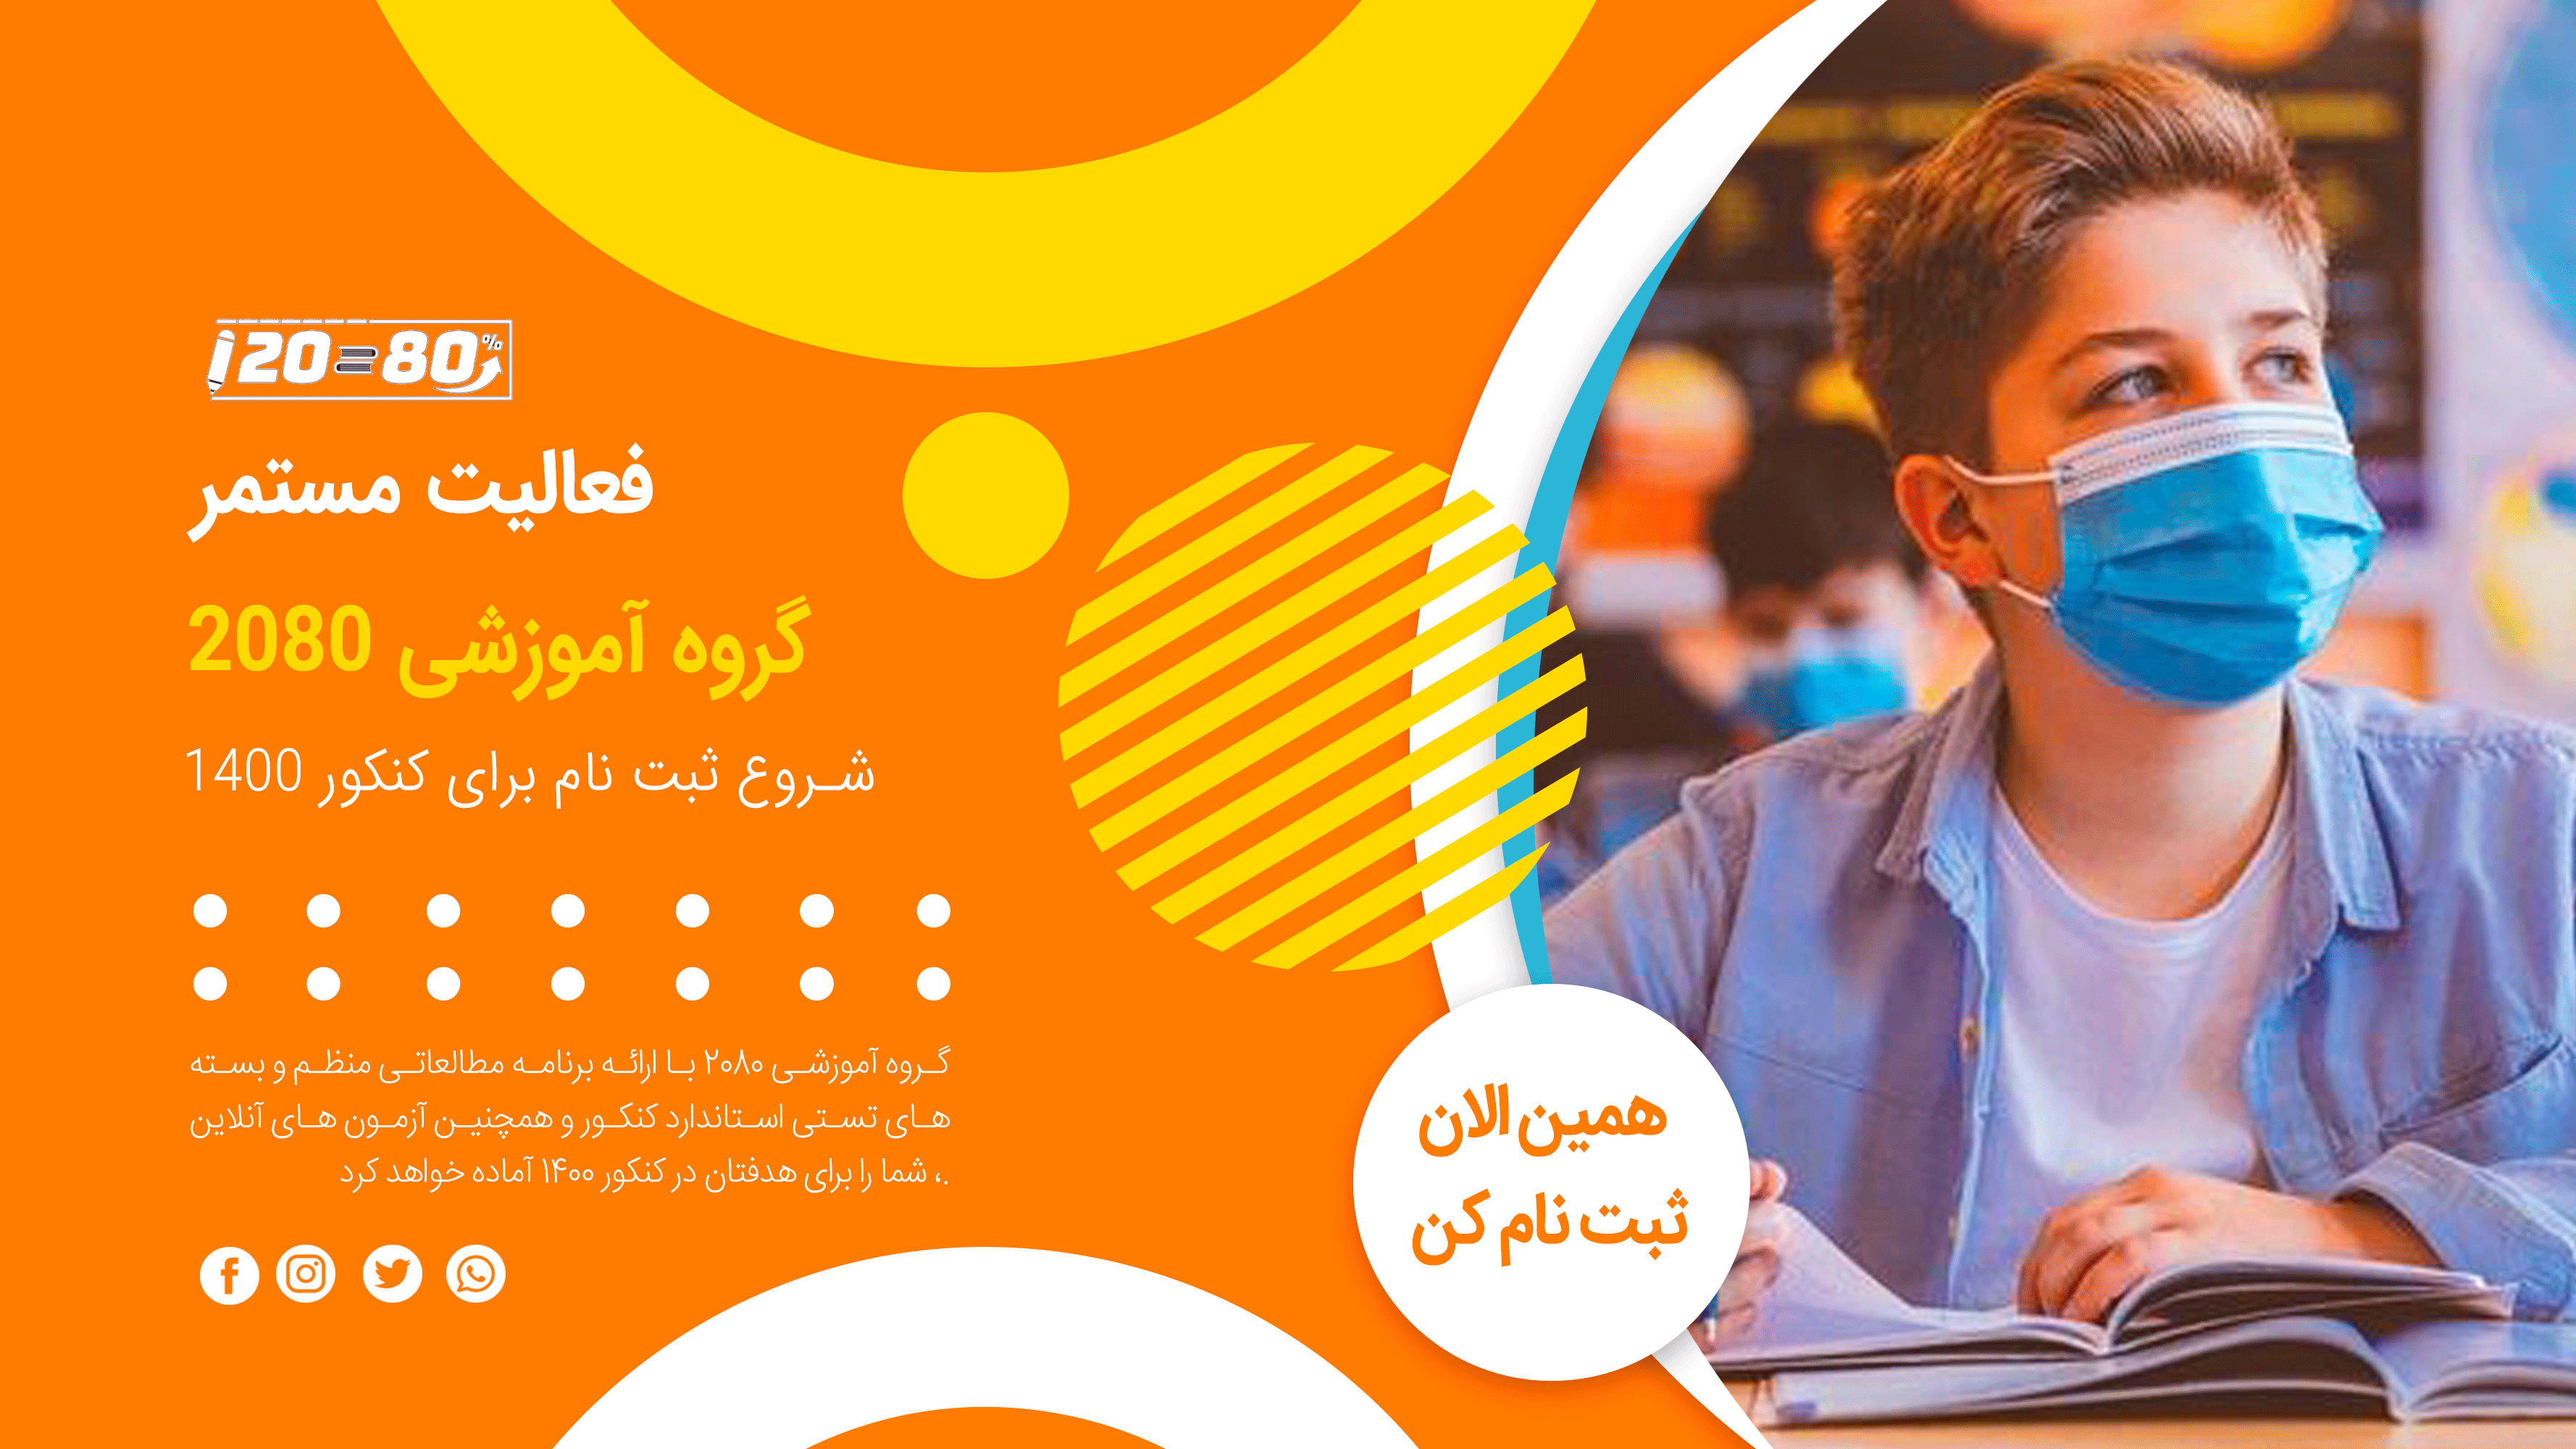 20=80%
فعالیت مستمر
گروه آموزشی 2080
شـروع ثبت نام برای کنکور 1400
گـروه آموزشـی ۲۰۸۰ بـا ارائـه برنامـه مطالعاتـی منظـم و بسـته
هـای تسـتی اسـتاندارد کنکـور و همچنیـن آزمـون هـای آنلاین
.، شما را برای هدفتان در کنکور ۱۴۰۰ آماده خواهد کرد
همین الان
ثبت نام کن